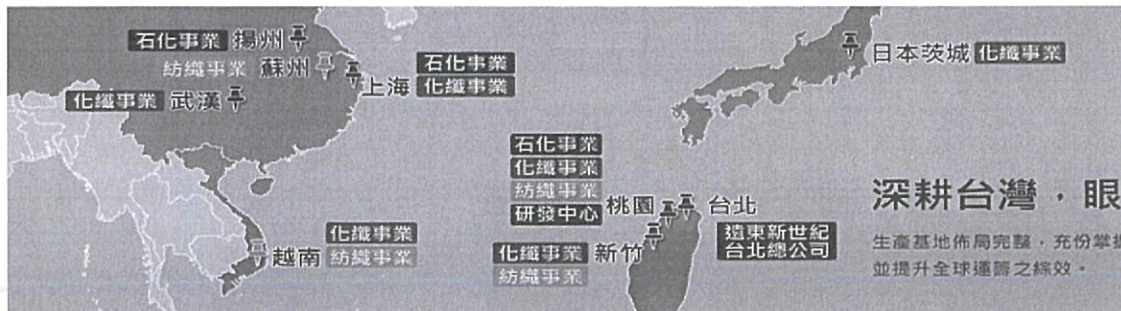 石化事業 揚州
紡織事業 蘇州
化纖事業 武漢
上海
石化事業
化纖事業
日本茨城 化纖事業
石化事業
化纖事業
紡織事業
研發中心
桃園
台北
遠東新世紀
台北總公司
化纖事業
紡織事業
新竹
越南
化纖事業
紡織事業
深耕台灣，眼
生產基地佈局完整，充份掌握
並提升全球運籌之綜效。